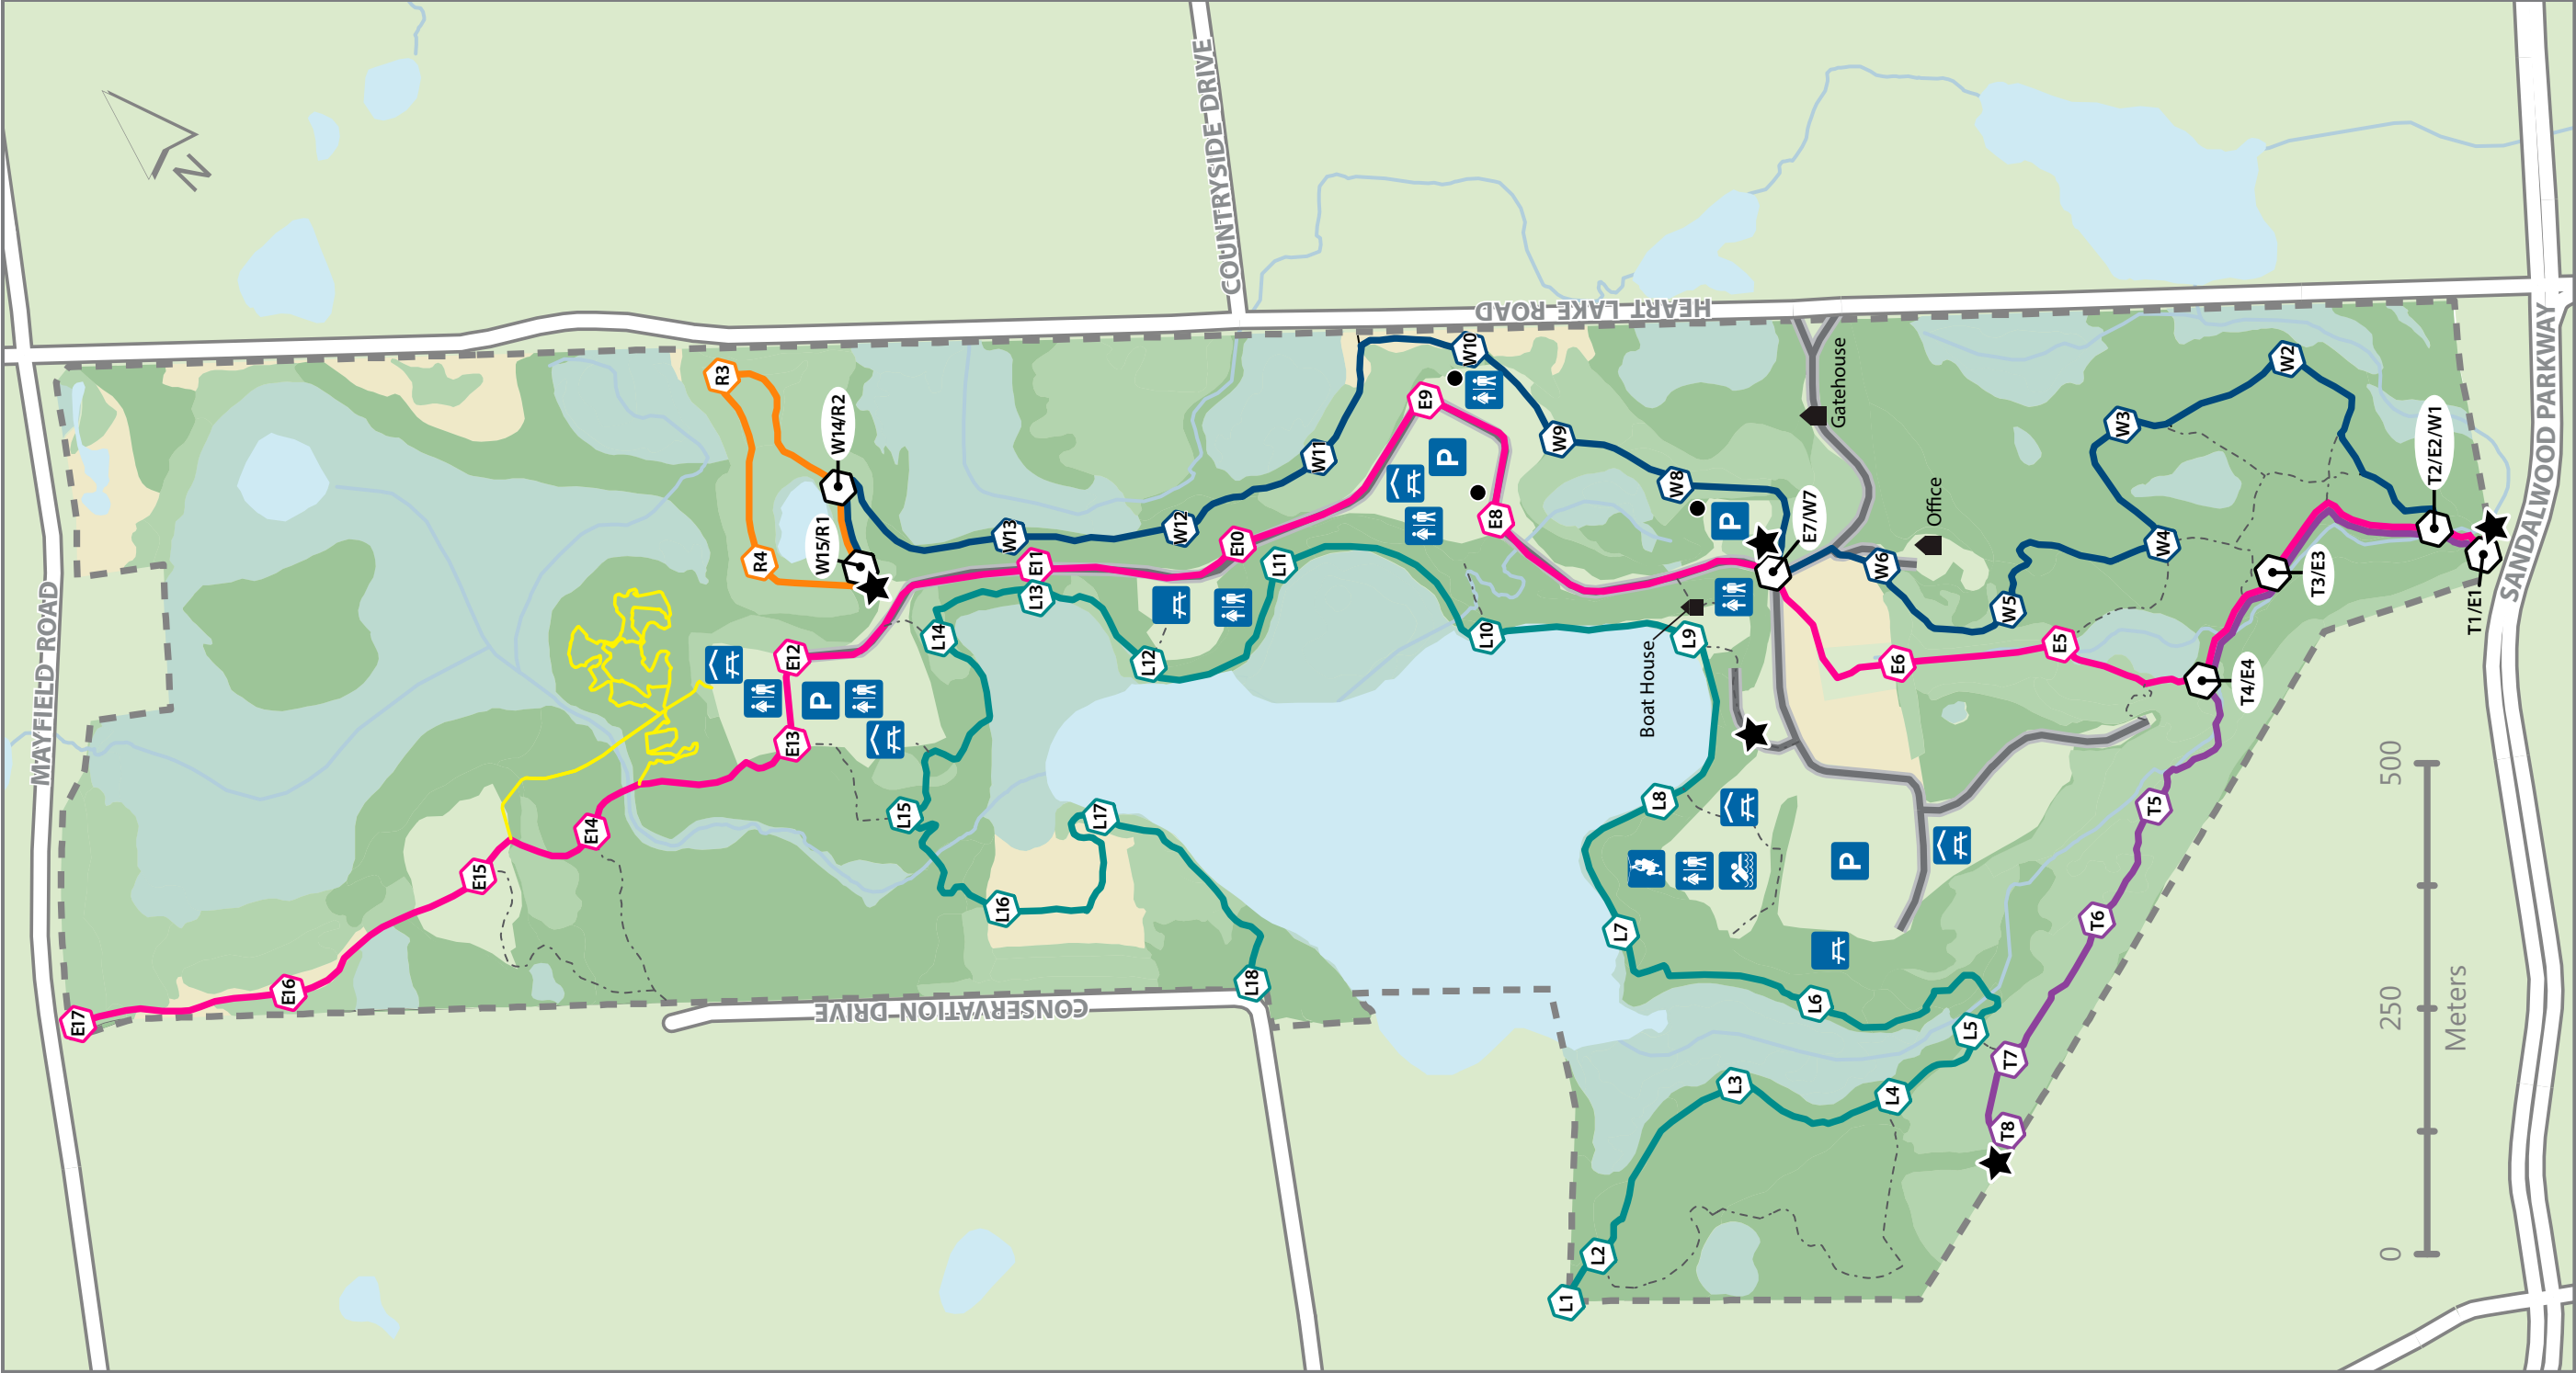 N
COUNTRYSIDE DRIVE
HEART LAKE ROAD
MAYFIELD ROAD
SANDALWOOD PARKWAY
CONSERVATION DRIVE
Gatehouse
Office
Boat House
R3
W14/R2
W15/R1
R4
W13
W12
W11
W10
W9
W8
E7/W7
W6
W5
W4
W3
W2
T2/E2/W1
T1/E1
T3/E3
T4/E4
E5
E6
E8
E9
E10
E11
E12
E13
E14
E15
E16
E17
L1
L2
L3
L4
L5
L6
L7
L8
L9
L10
L11
L12
L13
L14
L15
L16
L17
L18
T5
T6
T7
T8
P
P
P
P
0
250
500
Meters